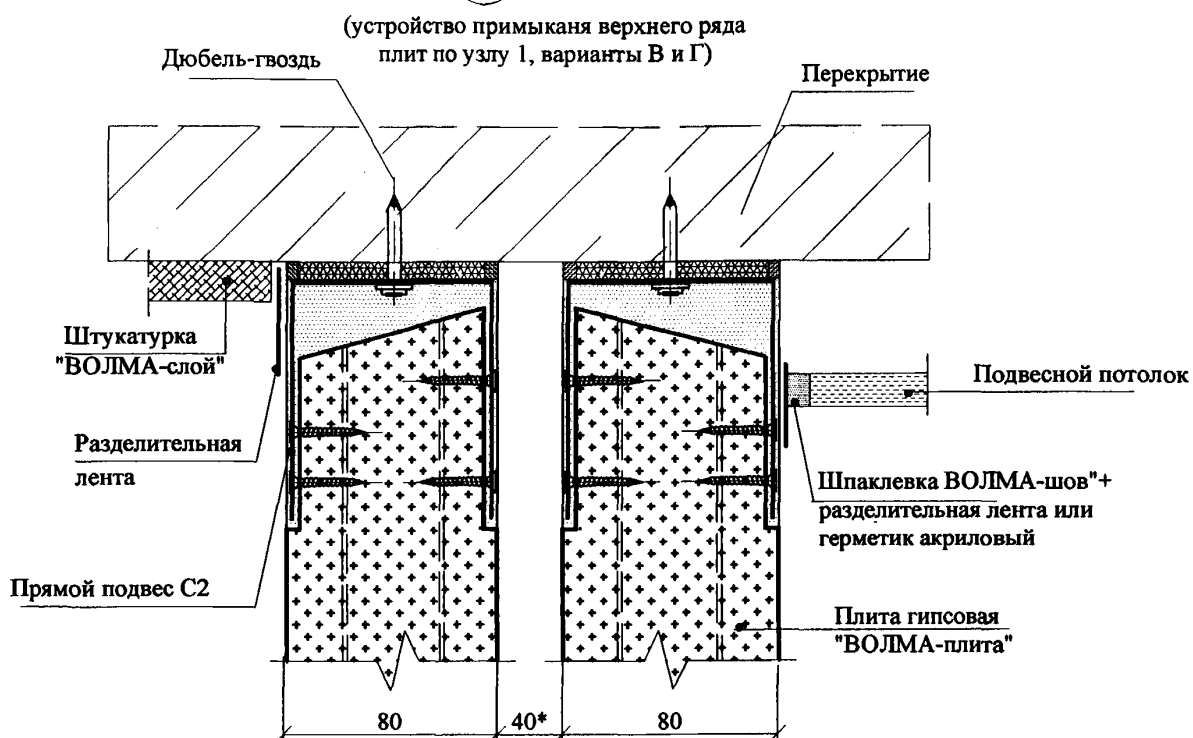 (устройство примыканя верхнего ряда
плит по узлу 1, варианты В и Г)
Дюбель-гвоздь
Перекрытие
Штукатурка
"ВОЛМА-слой"
Разделительная
лента
Прямой подвес С2
Подвесной потолок
Шпаклевка ВОЛМА-шов"+
разделительная лента или
герметик акриловый
Плита гипсовая
"ВОЛМА-плита"
80
40*
80